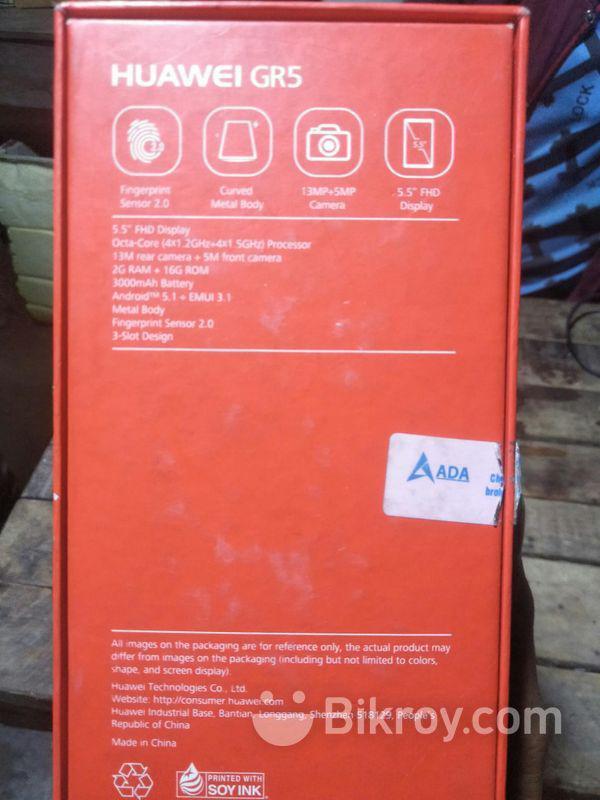 HUAWEI GR5
2.0
5.5"
Fingerprint
Sensor 2.0
Curved
Metal Body
13MP+5MP
Camera
5.5" FHD
Display
5.5" FHD Display
Octa-Core (4X1.2GHz+4X1.5GHz) Processor
13M rear camera + 5M front camera
2G RAM + 16G ROM
3000mAh Battery
Android™ 5.1 + EMUI 3.1
Metal Body
Fingerprint Sensor 2.0
3-Slot Design
ADA
All images on the packaging are for reference only, the actual product may
differ from images on the packaging (including but not limited to colors,
shape, and screen display).
Huawei Technologies Co., Ltd.
Website: http://consumer.huawei.com
Huawei Industrial Base, Bantian, Longgang, Shenzhen 518129, People's
Republic of China
Made in China
PRINTED WITH
SOY INK
Bikroy.com